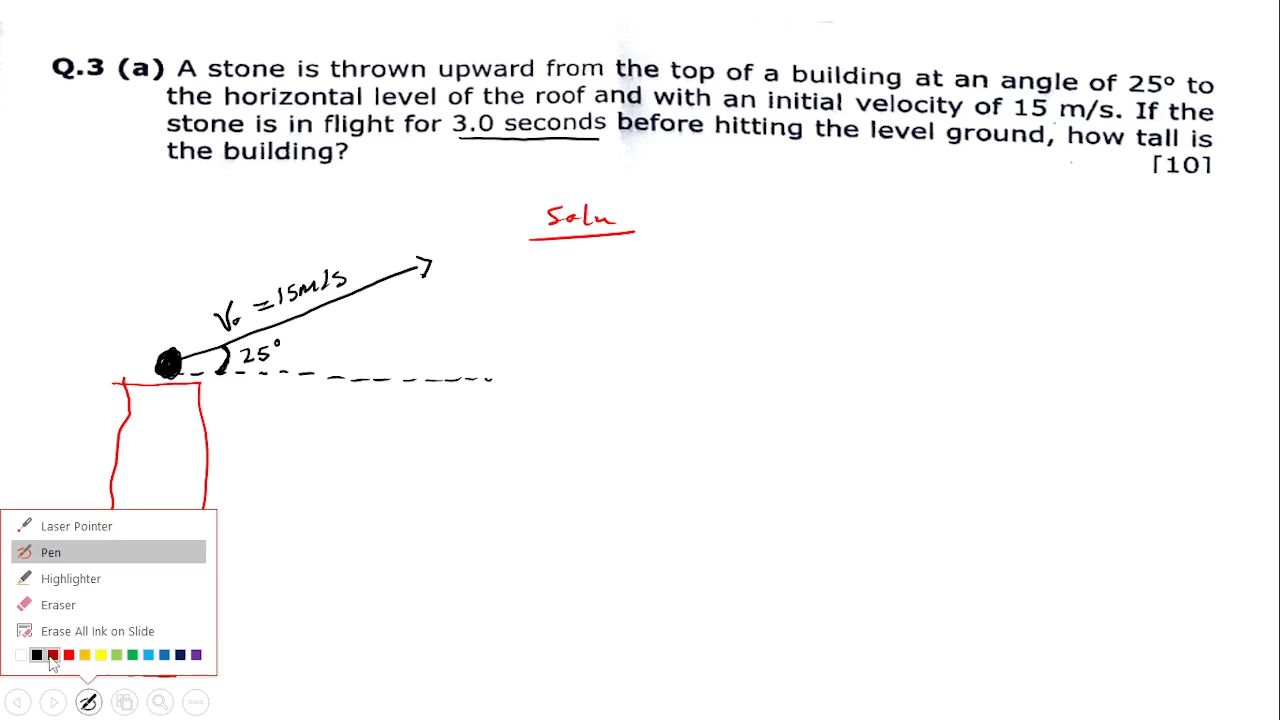 Q.3 (a) A stone is thrown upward from the top of a building at an angle of 25° to
the horizontal level of the roof and with an initial velocity of 15 m/s. If the
stone is in flight for 3.0 seconds before hitting the level ground, how tall is
the building?
[10]
Soln
V₀ = 15m/s
25°
Laser Pointer
Pen
Highlighter
Eraser
Erase All Ink on Slide